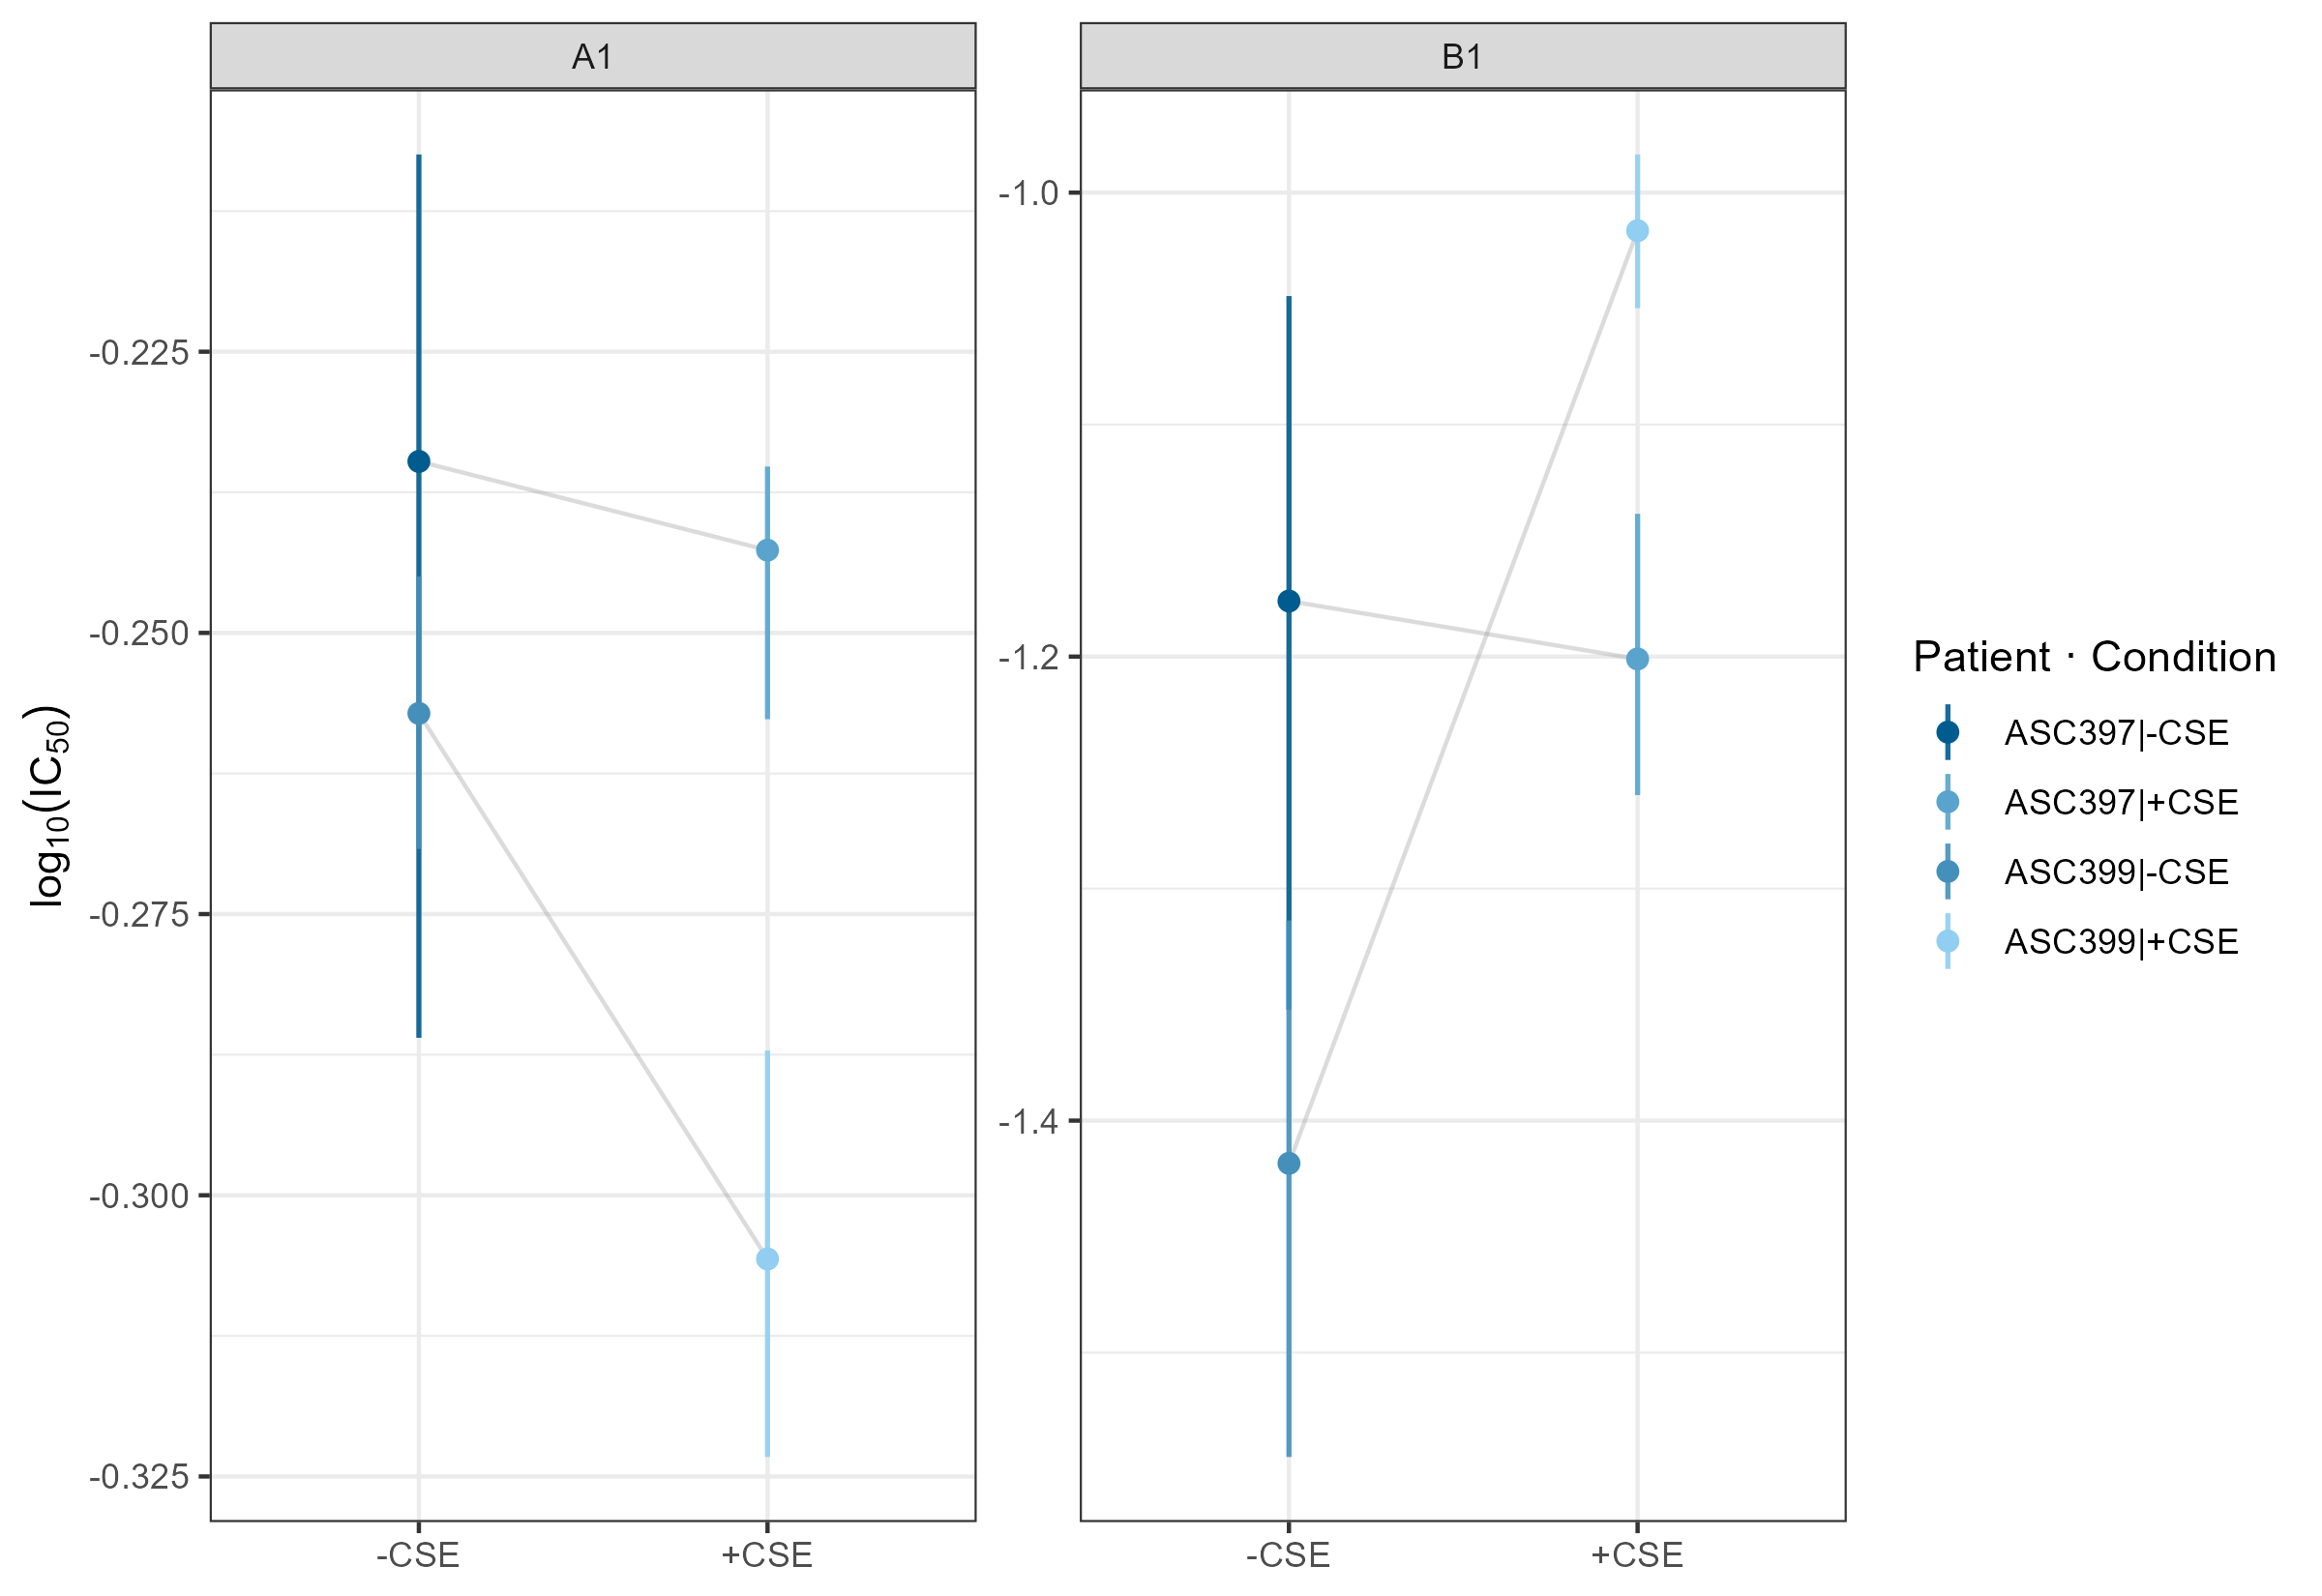 A1
B1
log10(IC50)
-0.225
-0.250
-0.275
-0.300
-0.325
-1.0
-1.2
-1.4
-CSE
+CSE
-CSE
+CSE
Patient · Condition
ASC397|-CSE
ASC397|+CSE
ASC399|-CSE
ASC399|+CSE